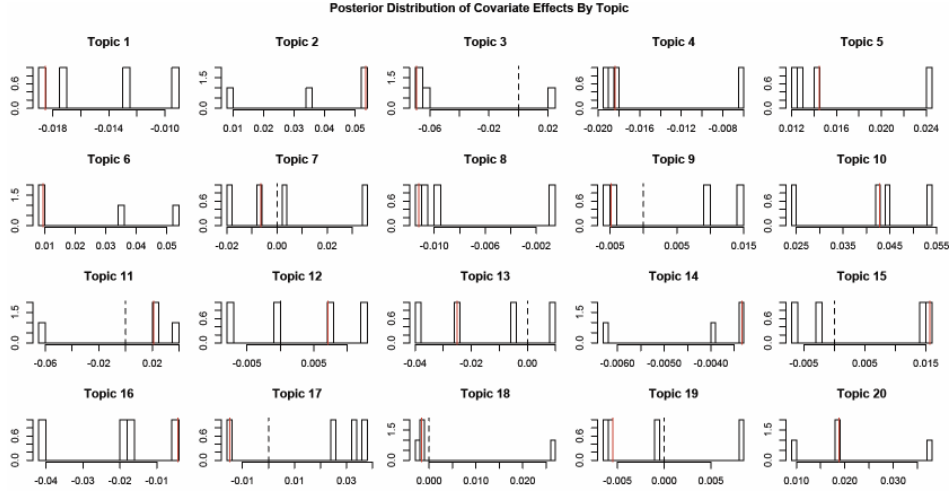 Posterior Distribution of Covariate Effects By Topic
Topic 1 Topic 2 Topic 3 Topic 4 Topic 5
0.0 0.6 0.0 1.5 0.0 1.5 0.0 0.6 0.0 0.6
-0.018 -0.014 -0.010 0.01 0.02 0.03 0.04 0.05 -0.06 -0.02 0.02 -0.020 -0.016 -0.012 -0.008 0.012 0.016 0.020 0.024
Topic 6 Topic 7 Topic 8 Topic 9 Topic 10
0.0 1.5 0.0 0.6 0.0 0.6 0.0 0.6 0.0 0.6
0.01 0.02 0.03 0.04 0.05 -0.02 0.00 0.02 -0.010 -0.006 -0.002 -0.005 0.005 0.015 0.025 0.035 0.045 0.055
Topic 11 Topic 12 Topic 13 Topic 14 Topic 15
0.0 1.5 0.0 0.6 0.0 0.6 0.0 1.5 0.0 0.6
-0.06 -0.02 0.02 -0.005 0.005 -0.04 -0.02 0.00 -0.0060 -0.0050 -0.0040 -0.005 0.005 0.015
Topic 16 Topic 17 Topic 18 Topic 19 Topic 20
0.0 0.6 0.0 0.6 0.0 1.5 0.0 0.6 0.0 1.5
-0.04 -0.03 -0.02 -0.01 -0.01 0.01 0.03 0.000 0.010 0.020 -0.005 0.000 0.005 0.010 0.020 0.030